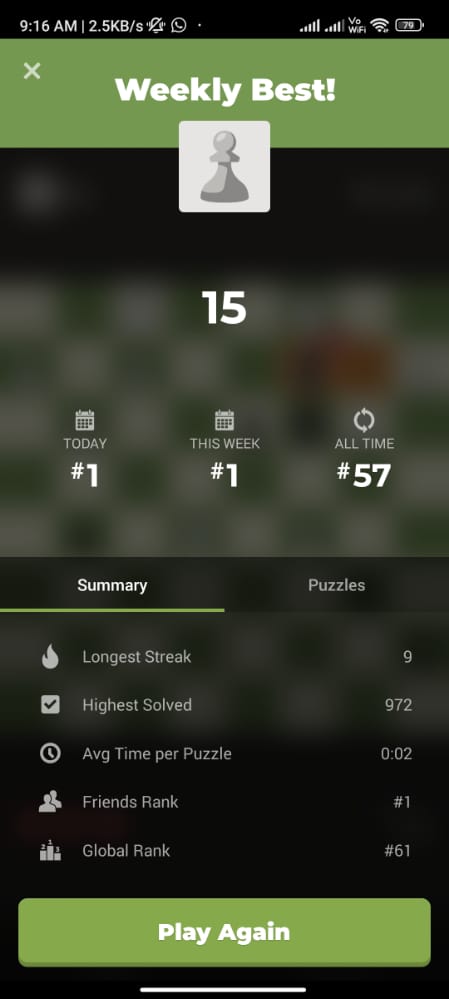 9:16 AM | 2.5KB/s
Vo
WiFi
79
Weekly Best!
15
TODAY
THIS WEEK
ALL TIME
#1
#1
#57
Summary
Puzzles
Longest Streak
9
Highest Solved
972
Avg Time per Puzzle
0:02
Friends Rank
#1
Global Rank
#61
Play Again